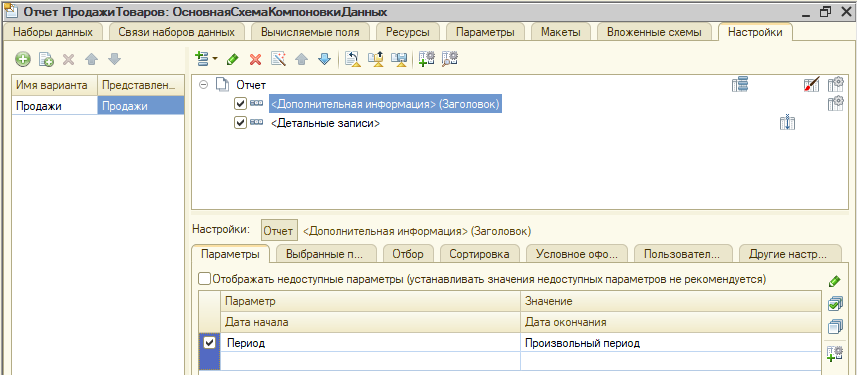 Отчет ПродажиТоваров: ОсновнаяСхемаКомпоновкиДанных
Наборы данных Связи наборов данных Вычисляемые поля Ресурсы Параметры Макеты Вложенные схемы Настройки
Имя варианта Представлен...
Продажи Продажи
Отчет
<Дополнительная информация> (Заголовок)
<Детальные записи>
Настройки: Отчет <Дополнительная информация> (Заголовок)
Параметры Выбранные п... Отбор Сортировка Условное офо... Пользовател... Другие настр...
Отображать недоступные параметры (устанавливать значения недоступных параметров не рекомендуется)
Параметр Значение
Дата начала Дата окончания
Период Произвольный период